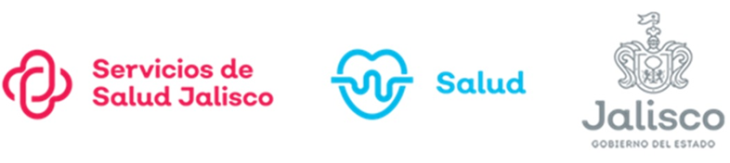 Servicios de
Salud Jalisco
Salud
Jalisco
GOBIERNO DEL ESTADO